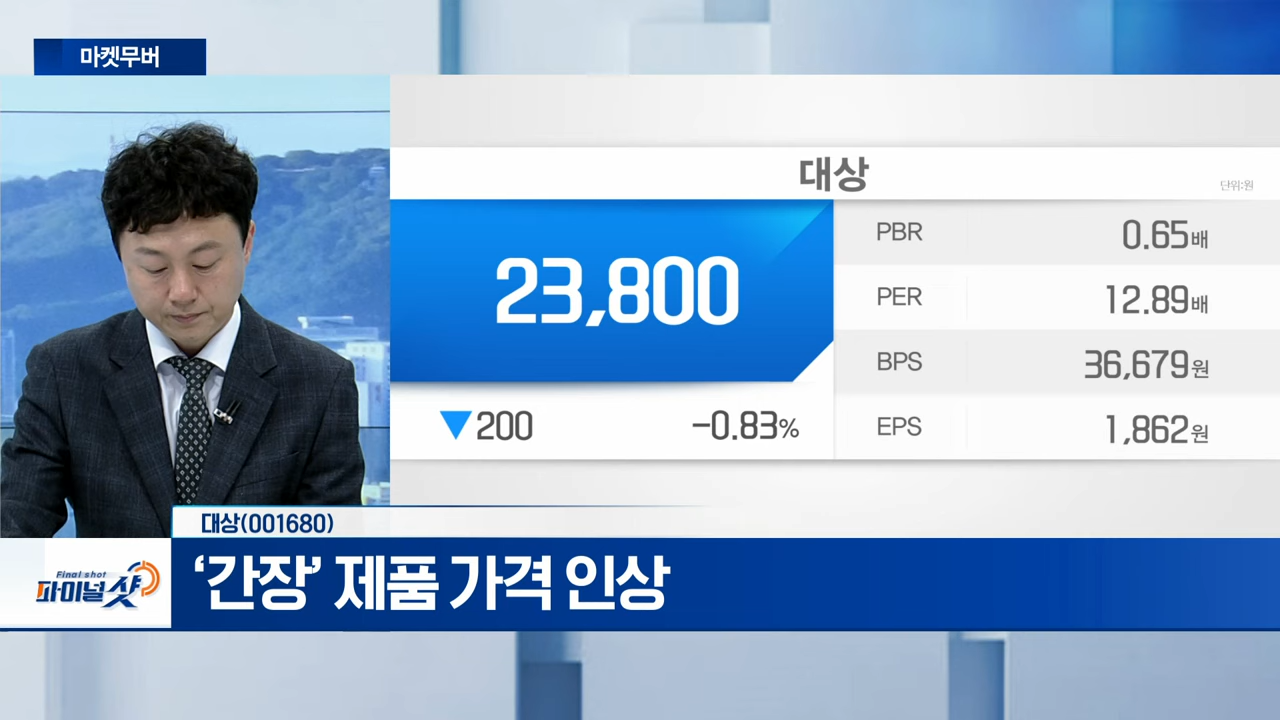 마켓무버
대상
단위:원
23,800
▼200 -0.83%
PBR 0.65배
PER 12.89배
BPS 36,679원
EPS 1,862원
대상(001680)
Final shot
파이널샷
‘간장’ 제품 가격 인상